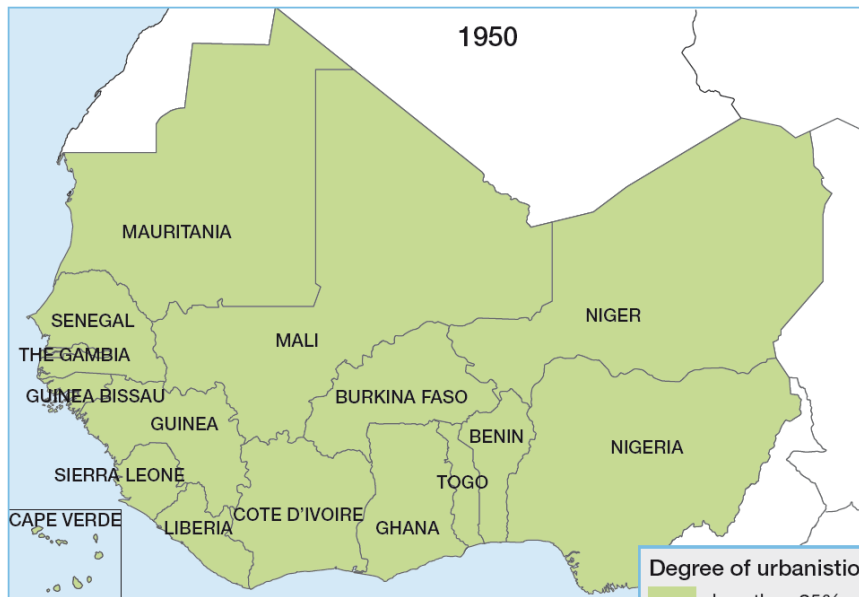 1950
MAURITANIA
SENEGAL
THE GAMBIA
MALI
NIGER
GUINEA BISSAU
GUINEA
BURKINA FASO
BENIN
NIGERIA
SIERRA LEONE
TOGO
CAPE VERDE
LIBERIA
COTE D'IVOIRE
GHANA
Degree of urbanistio